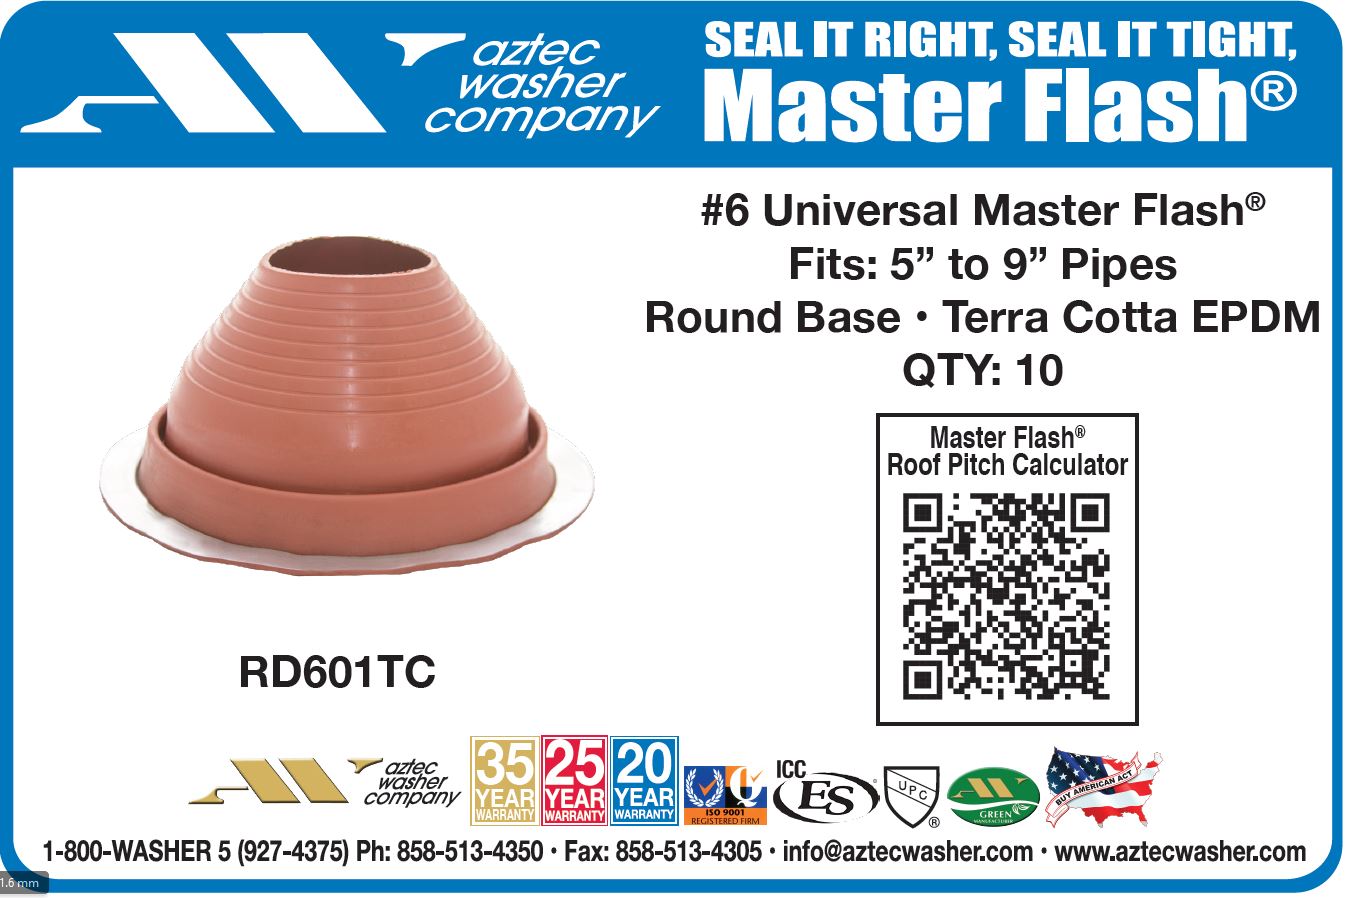 aztec
washer
company
SEAL IT RIGHT, SEAL IT TIGHT,
Master Flash®
#6 Universal Master Flash®
Fits: 5” to 9” Pipes
Round Base • Terra Cotta EPDM
QTY: 10
Master Flash®
Roof Pitch Calculator
RD601TC
aztec
washer
company
35
YEAR
WARRANTY
25
YEAR
WARRANTY
20
YEAR
WARRANTY
Q
ISO 9001
REGISTERED FIRM
ICC
ES
UPC
®
GREEN
MANUFACTURER
BUY AMERICAN ACT
1-800-WASHER 5 (927-4375) Ph: 858-513-4350 • Fax: 858-513-4305 • info@aztecwasher.com • www.aztecwasher.com
1.6 mm